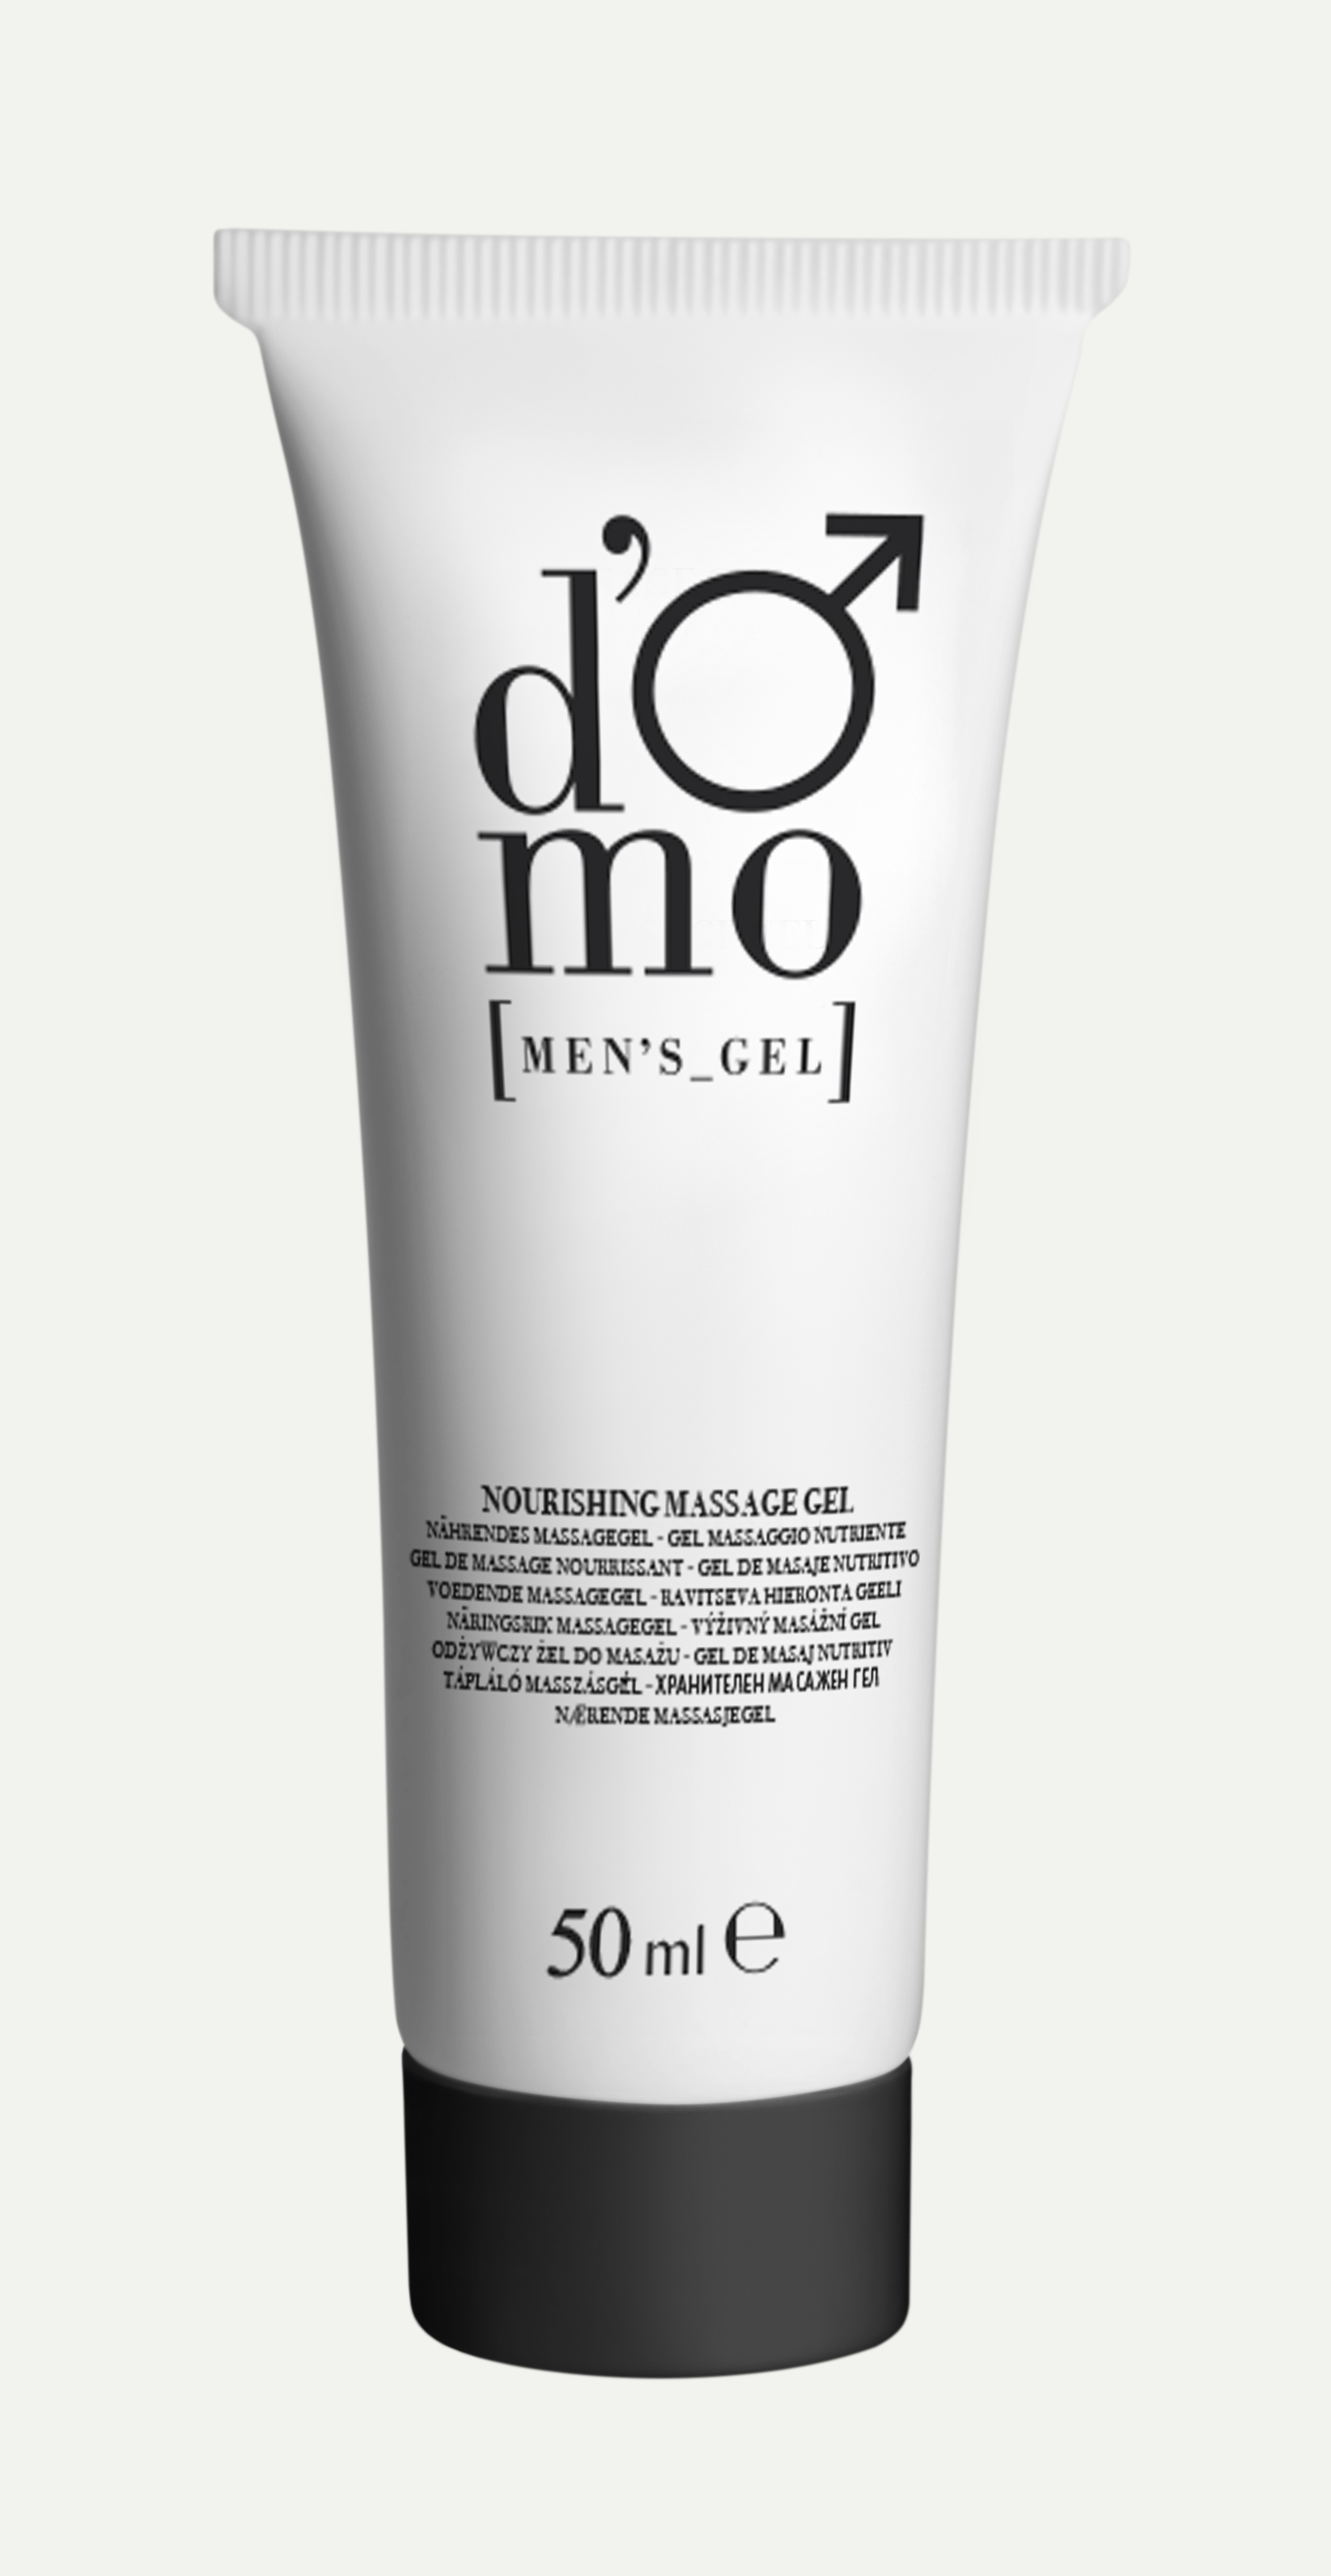 d'♂
mo
[MEN'S_GEL]
NOURISHING MASSAGE GEL
NÄHRENDES MASSAGEGEL - GEL MASSAGGIO NUTRIENTE
GEL DE MASSAGE NOURRISSANT - GEL DE MASAJE NUTRITIVO
VOEDENDE MASSAGEGEL - RAVITSEVA HIERONTA GEELI
NÄRINGSRIK MASSAGEGEL - VÝŽIVNÝ MASÁŽNÍ GEL
ODŻYWCZY ŻEL DO MASAŻU - GEL DE MASAJ NUTRITIV
TÁPLÁLÓ MASSZÁSGÉL - ХРАНИТЕЛЕН МАСАЖЕН ГЕЛ
NÆRENDE MASSASJEGEL
50 ml ℮